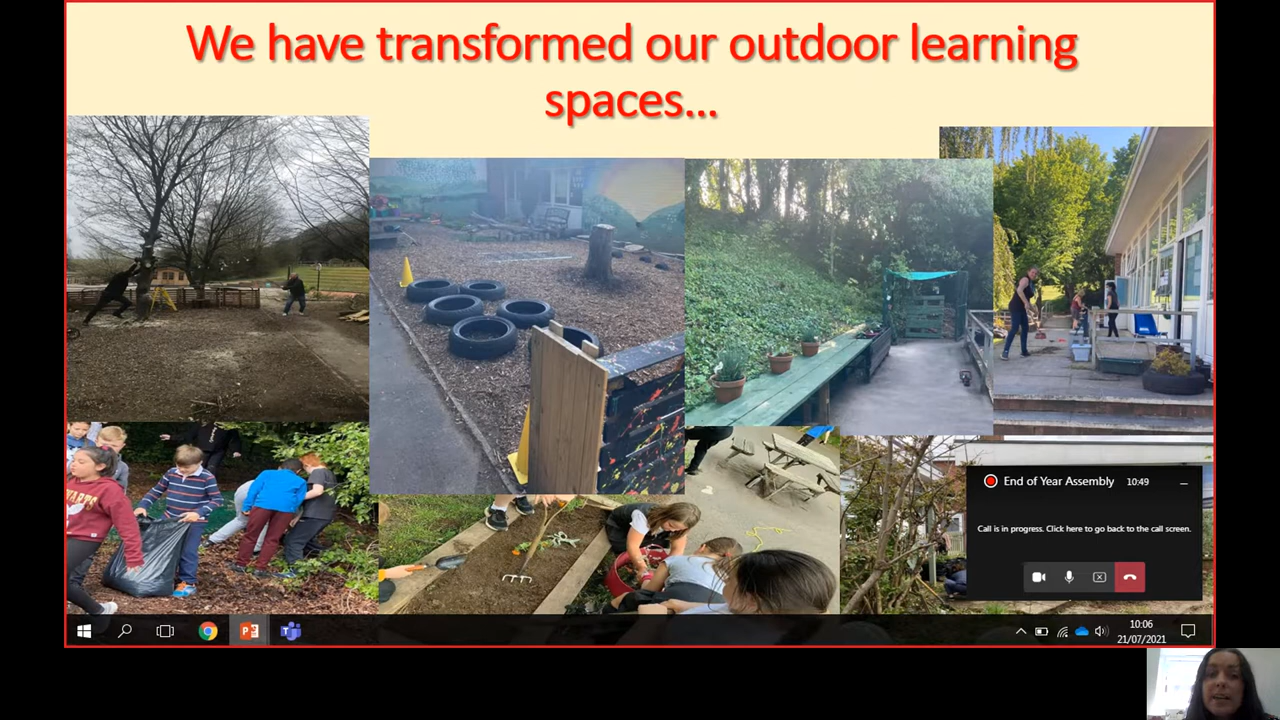 We have transformed our outdoor learning
spaces...
End of Year Assembly 10:49
Call is in progress. Click here to go back to the call screen.
10:06
21/07/2021